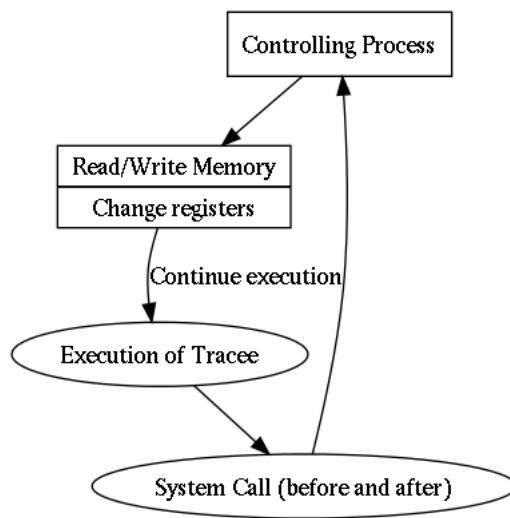 Controlling Process
Read/Write Memory
Change registers
Continue execution
Execution of Tracee
System Call (before and after)